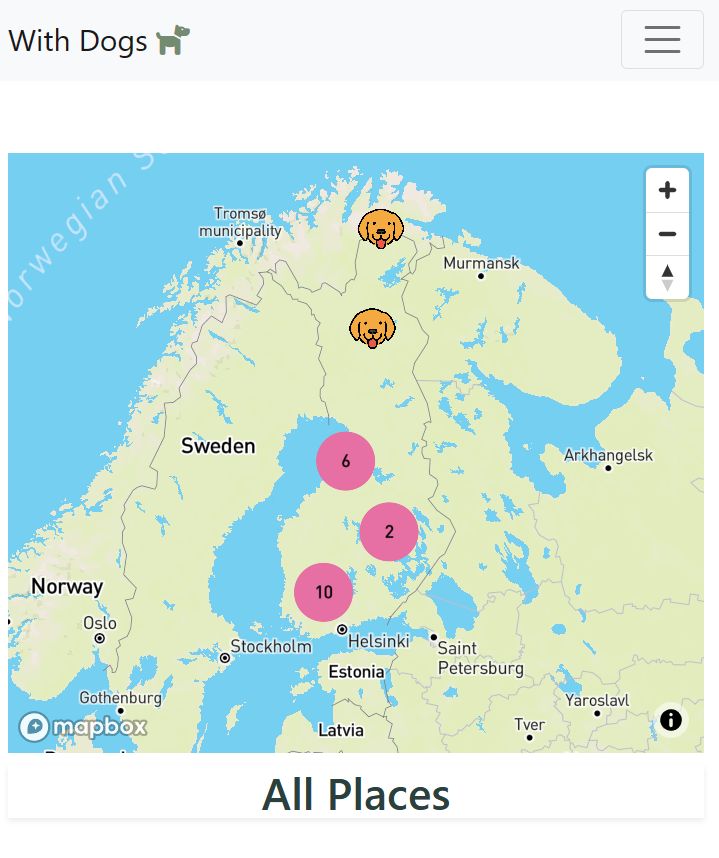 With Dogs
Norwegian S
Tromsø
municipality
Murmansk
Sweden
6
Arkhangelsk
2
Norway
10
Oslo
Helsinki
Stockholm
Saint
Petersburg
Estonia
Gothenburg
Yaroslavl
Tver
Latvia
mapbox
All Places